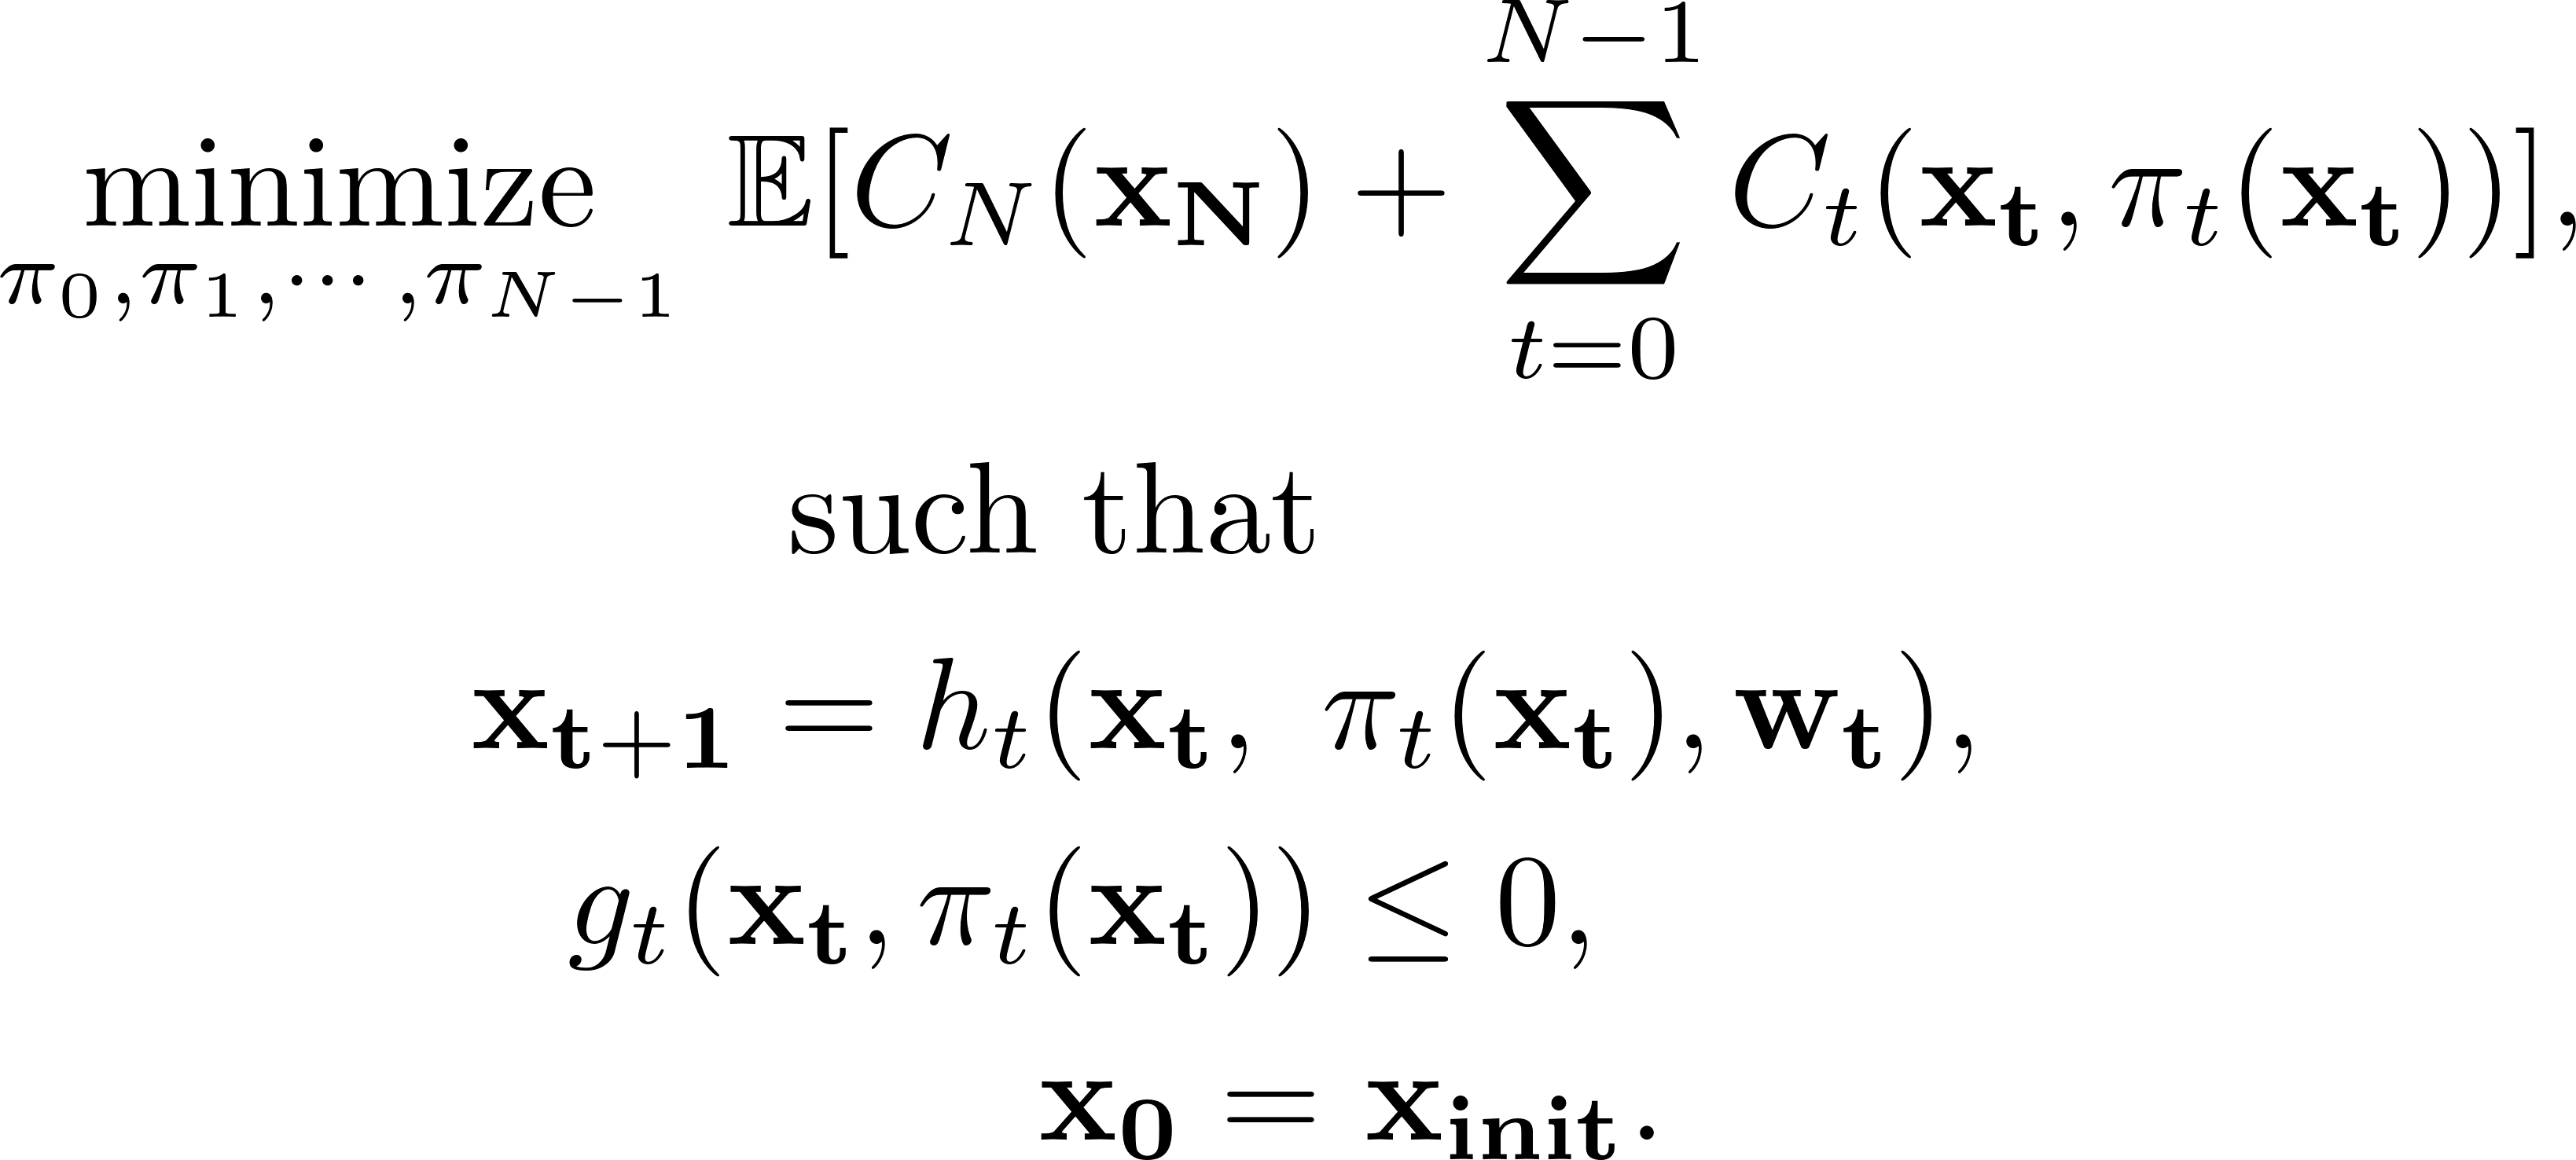 minimize 𝔼[C_N(𝐱_𝐍) + ∑_{t=0}^{N−1} C_t(𝐱_𝐭, π_t(𝐱_𝐭))],
π_0, π_1, ⋯, π_{N−1}
such that
𝐱_{𝐭+𝟏} = h_t(𝐱_𝐭, π_t(𝐱_𝐭), 𝐰_𝐭),
g_t(𝐱_𝐭, π_t(𝐱_𝐭)) ≤ 0,
𝐱_𝟎 = 𝐱_𝐢𝐧𝐢𝐭.